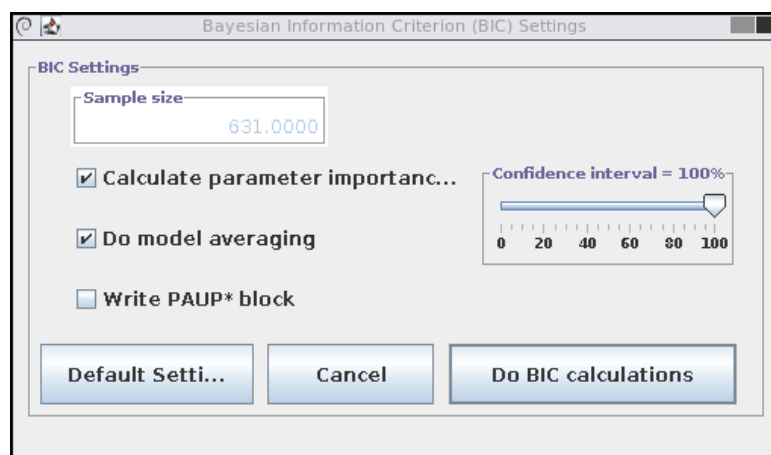 Bayesian Information Criterion (BIC) Settings
BIC Settings
Sample size
631.0000
Calculate parameter importanc...
Confidence interval = 100%
0 20 40 60 80 100
Do model averaging
Write PAUP* block
Default Setti... Cancel Do BIC calculations